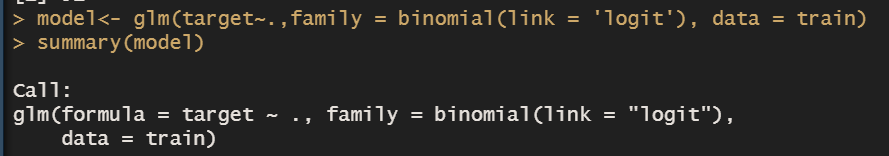 > model<- glm(target~.,family = binomial(link = 'logit'), data = train)
> summary(model)
Call:
glm(formula = target ~ ., family = binomial(link = "logit"),
    data = train)